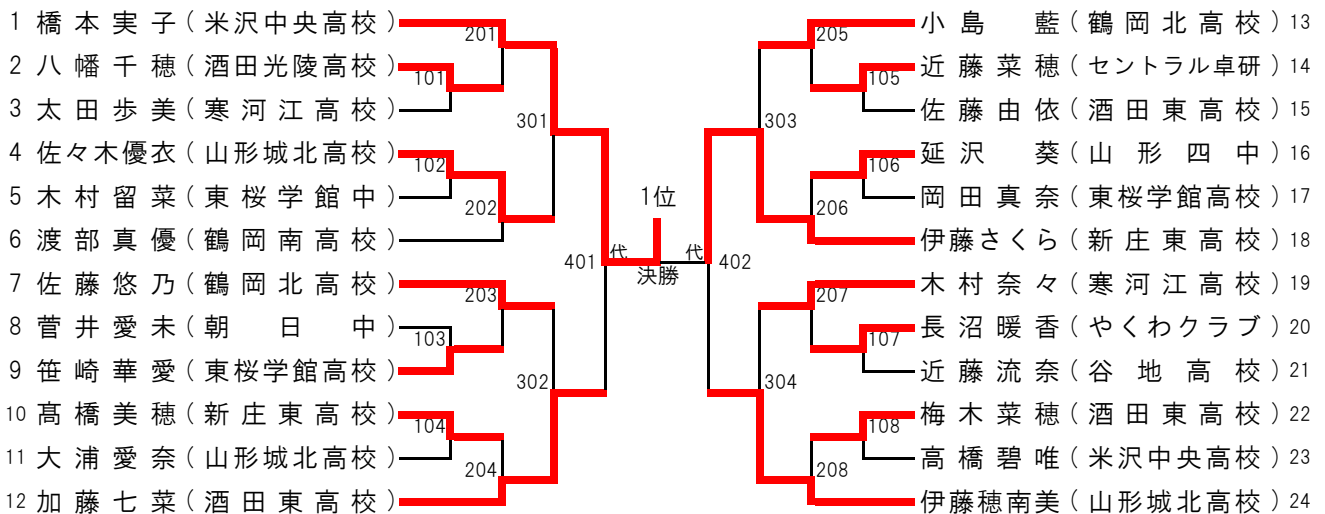 1 橋本実子(米沢中央高校)
2 八幡千穂(酒田光陵高校)
3 太田歩美(寒河江高校)
4 佐々木優衣(山形城北高校)
5 木村留菜(東桜学館中)
6 渡部真優(鶴岡南高校)
7 佐藤悠乃(鶴岡北高校)
8 菅井愛未(朝日中)
9 笹崎華愛(東桜学館高校)
10 髙橋美穂(新庄東高校)
11 大浦愛奈(山形城北高校)
12 加藤七菜(酒田東高校)
201
101
301
102
202
401
203
103
302
104
204
1位
代 代
決勝
205
105
303
106
206
402
207
107
304
108
208
小島藍(鶴岡北高校) 13
近藤菜穂(セントラル卓研) 14
佐藤由依(酒田東高校) 15
延沢葵(山形四中) 16
岡田真奈(東桜学館高校) 17
伊藤さくら(新庄東高校) 18
木村奈々(寒河江高校) 19
長沼暖香(やくわクラブ) 20
近藤流奈(谷地高校) 21
梅木菜穂(酒田東高校) 22
高橋碧唯(米沢中央高校) 23
伊藤穂南美(山形城北高校) 24